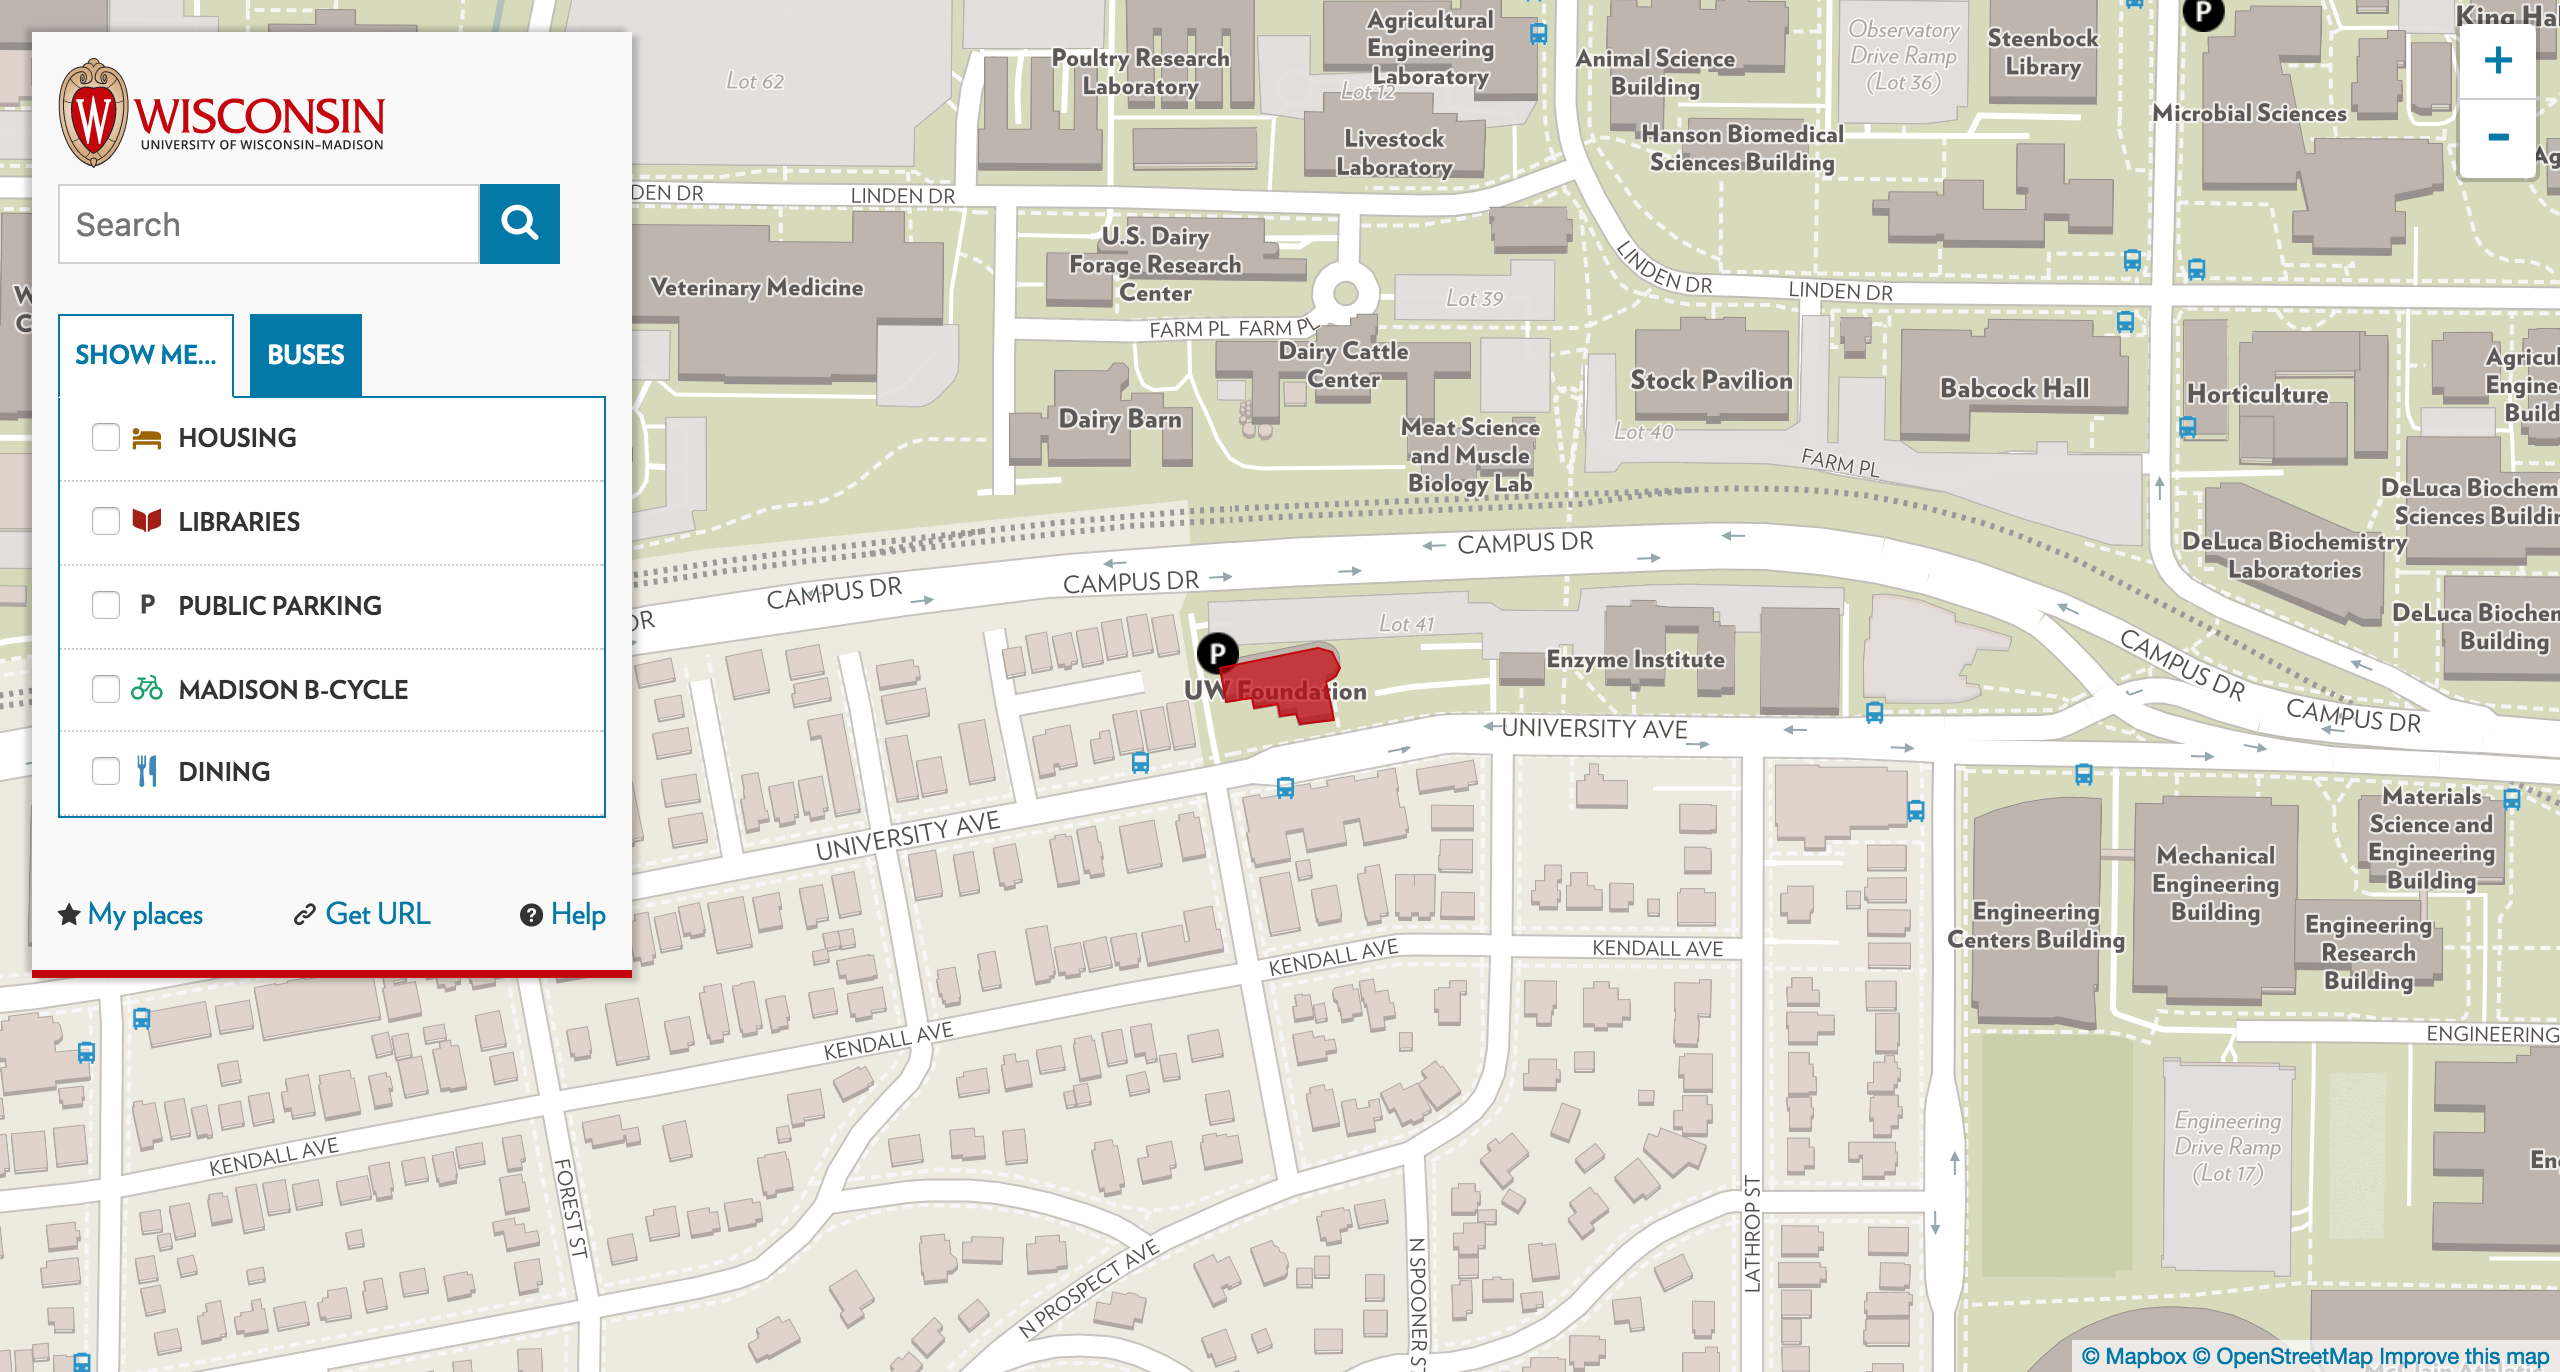 WISCONSIN
UNIVERSITY OF WISCONSIN–MADISON
Search
SHOW ME...
BUSES
HOUSING
LIBRARIES
P PUBLIC PARKING
MADISON B-CYCLE
DINING
My places
Get URL
? Help
Lot 62
Poultry Research
Laboratory
Agricultural
Engineering
Laboratory
Lot 12
Livestock
Laboratory
Animal Science
Building
Hanson Biomedical
Sciences Building
Observatory
Drive Ramp
(Lot 36)
Steenbock
Library
P
Microbial Sciences
+
-
LINDEN DR
U.S. Dairy
Forage Research
Center
Veterinary Medicine
Lot 39
LINDEN DR
LINDEN DR
FARM PL
FARM PL
Dairy Cattle
Center
Stock Pavilion
Babcock Hall
Horticulture
Dairy Barn
Meat Science
and Muscle
Biology Lab
Lot 40
FARM PL
DeLuca Biochemistry
Laboratories
CAMPUS DR
CAMPUS DR
CAMPUS DR
Lot 41
P
UW Foundation
Enzyme Institute
CAMPUS DR
CAMPUS DR
UNIVERSITY AVE
UNIVERSITY AVE
Materials
Science and
Engineering
Building
Mechanical
Engineering
Building
Engineering
Centers Building
Engineering
Research
Building
KENDALL AVE
KENDALL AVE
KENDALL AVE
KENDALL AVE
ENGINEERING
Engineering
Drive Ramp
(Lot 17)
FOREST ST
N PROSPECT AVE
N SPOONER S
LATHROP ST
© Mapbox © OpenStreetMap Improve this map